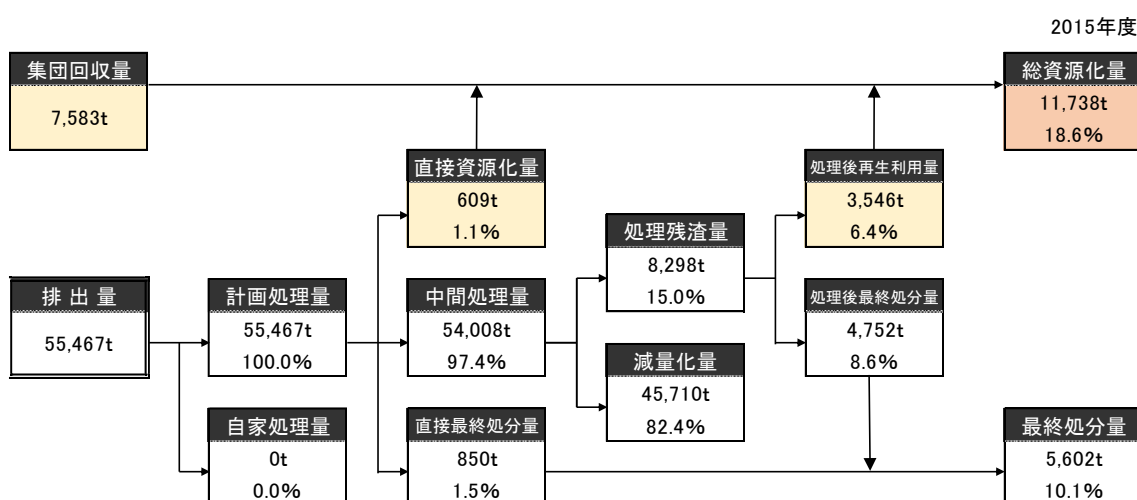 2015年度
集団回収量
7,583t
総資源化量
11,738t
18.6%
直接資源化量
609t
1.1%
処理後再生利用量
3,546t
6.4%
処理残渣量
8,298t
15.0%
排出量
55,467t
計画処理量
55,467t
100.0%
中間処理量
54,008t
97.4%
処理後最終処分量
4,752t
8.6%
減量化量
45,710t
82.4%
自家処理量
0t
0.0%
直接最終処分量
850t
1.5%
最終処分量
5,602t
10.1%